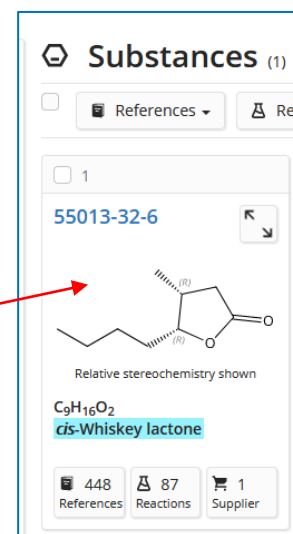 Substances (1)
References Re
1
55013-32-6
(R)
O
(R)
O
Relative stereochemistry shown
C₉H₁₆O₂
cis-Whiskey lactone
448 87 1
References Reactions Supplier